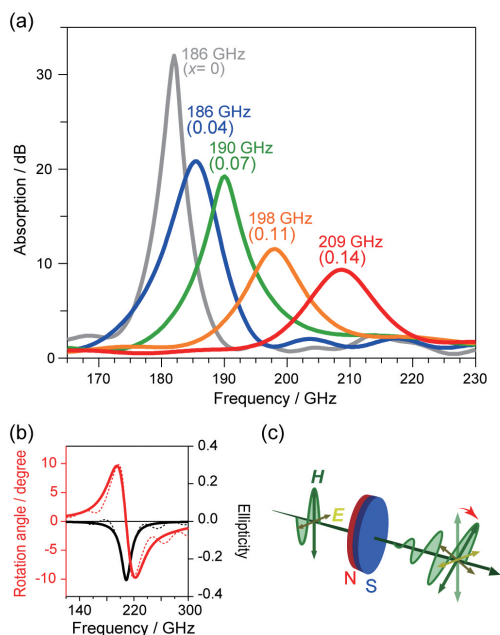 (a)
30
20
10
0
Absorption / dB
186 GHz
(x= 0)
186 GHz
(0.04)
190 GHz
(0.07)
198 GHz
(0.11)
209 GHz
(0.14)
170 180 190 200 210 220 230
Frequency / GHz
(b)
10
5
0
-5
-10
Rotation angle / degree
0.4
0.2
0.0
-0.2
-0.4
Ellipticity
140 220 300
Frequency / GHz
(c)
H
E
N
S